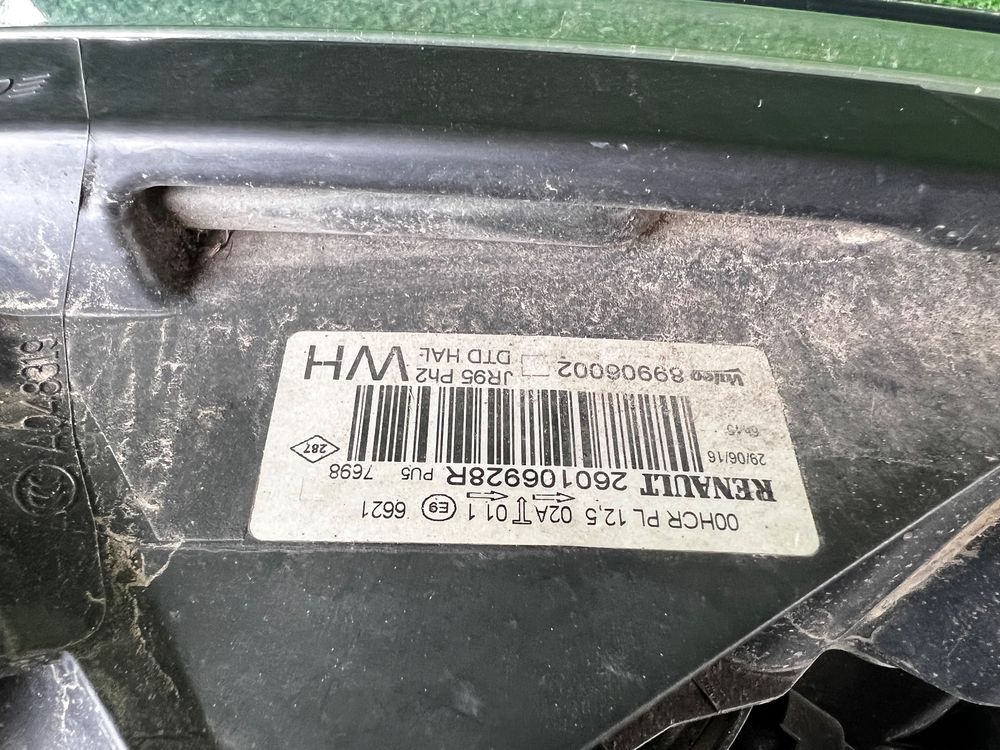 00HCR PL 12,5 02A T 01 1 E9 6621
RENAULT 260106928R PU5 7698
29/06/16
287
JR95 Ph2
DTD HAL
WH
Valeo 89906002